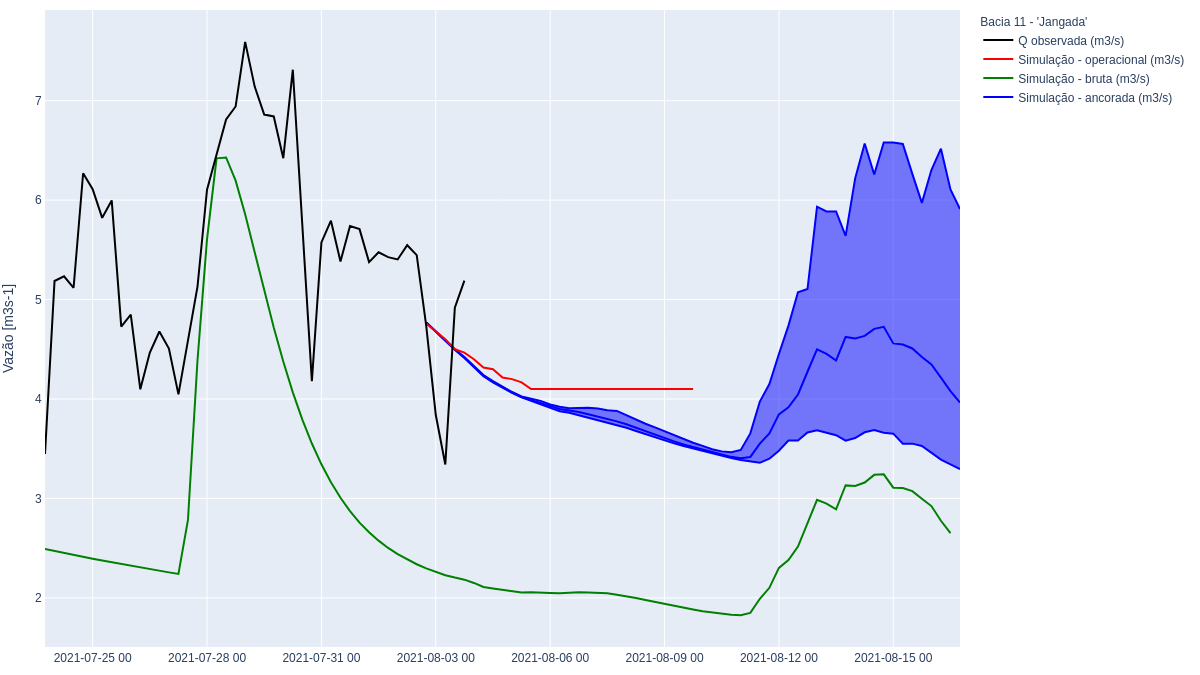 Bacia 11 - 'Jangada'
Q observada (m3/s)
Simulação - operacional (m3/s)
Simulação - bruta (m3/s)
Simulação - ancorada (m3/s)
Vazão [m3s-1]
7
6
5
4
3
2
2021-07-25 00
2021-07-28 00
2021-07-31 00
2021-08-03 00
2021-08-06 00
2021-08-09 00
2021-08-12 00
2021-08-15 00